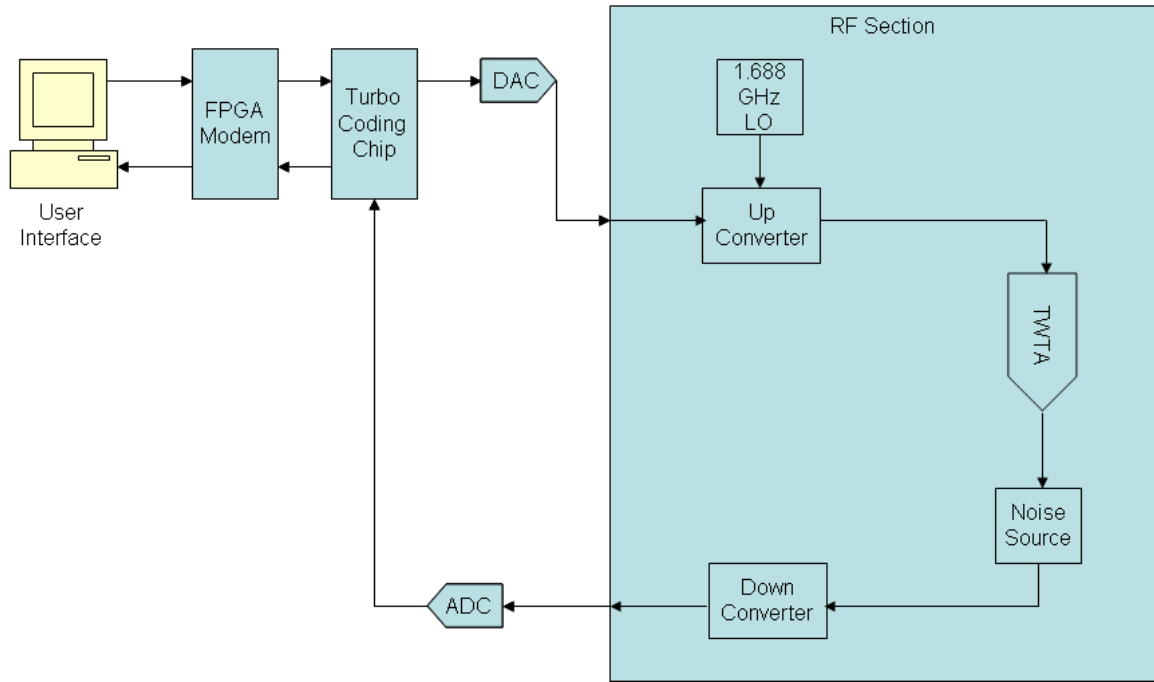 RF Section
1.688
GHz
LO
DAC
FPGA
Modem
Turbo
Coding
Chip
User
Interface
Up
Converter
TWTA
Noise
Source
Down
Converter
ADC